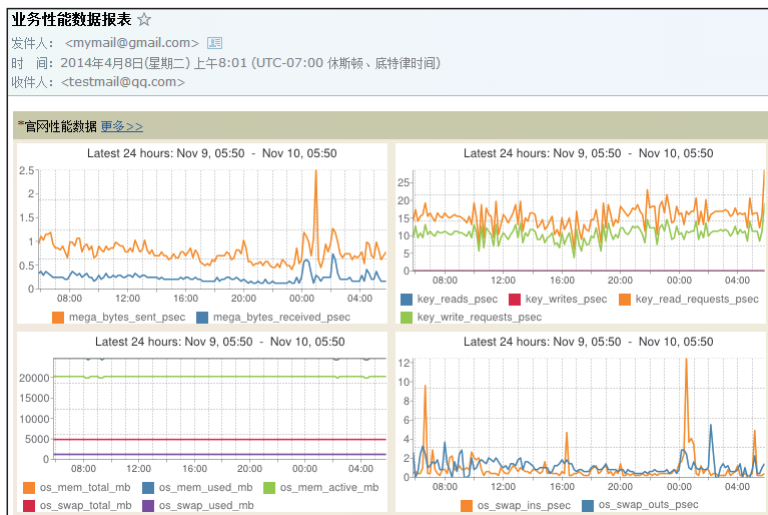 业务性能数据报表 ☆
发件人： <mymail@gmail.com>
时 间： 2014年4月8日(星期二) 上午8:01 (UTC-07:00 休斯顿、底特律时间)
收件人： <testmail@qq.com>
*官网性能数据 更多>>
Latest 24 hours: Nov 9, 05:50 - Nov 10, 05:50
2.5
2
1.5
1
0.5
0
08:00 12:00 16:00 20:00 00:00 04:00
mega_bytes_sent_psec mega_bytes_received_psec
Latest 24 hours: Nov 9, 05:50 - Nov 10, 05:50
25
20
15
10
5
0
08:00 12:00 16:00 20:00 00:00 04:00
key_reads_psec key_writes_psec key_read_requests_psec
key_write_requests_psec
Latest 24 hours: Nov 9, 05:50 - Nov 10, 05:50
20000
15000
10000
5000
0
08:00 12:00 16:00 20:00 00:00 04:00
os_mem_total_mb os_mem_used_mb os_mem_active_mb
os_swap_total_mb os_swap_used_mb
Latest 24 hours: Nov 9, 05:50 - Nov 10, 05:50
12
10
8
6
4
2
0
08:00 12:00 16:00 20:00 00:00 04:00
os_swap_ins_psec os_swap_outs_psec